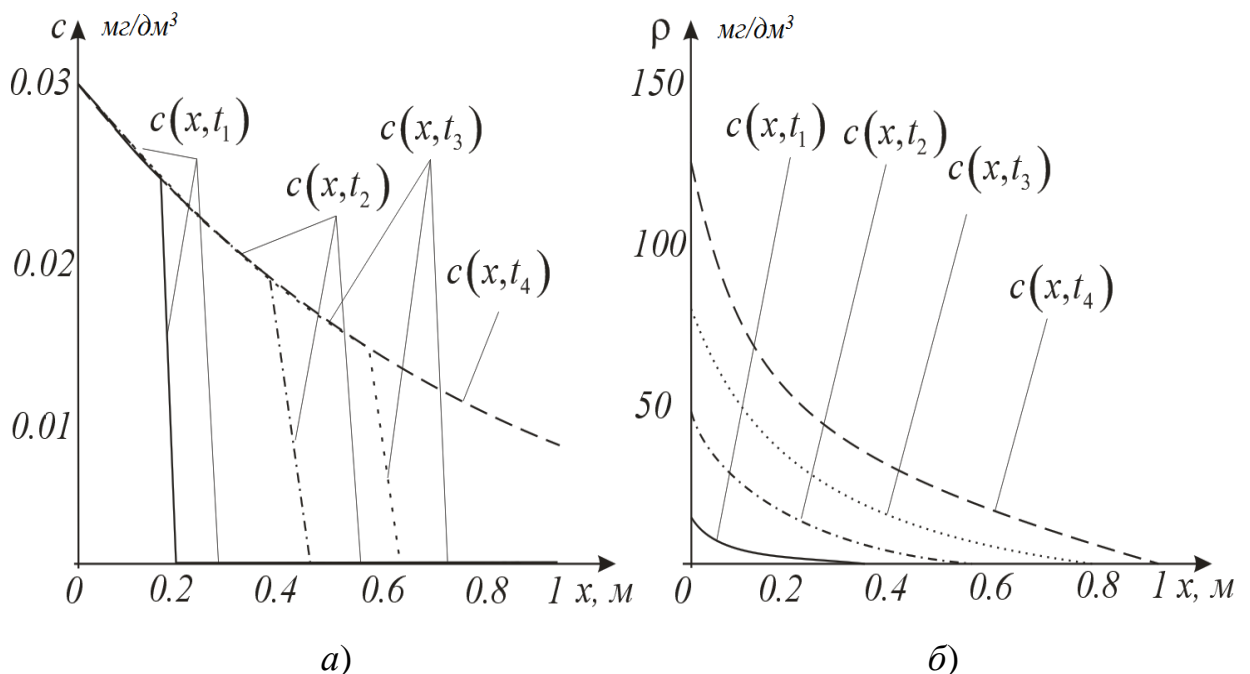 c мг/дм³
0.03
c(x,t₁)
c(x,t₃)
c(x,t₂)
0.02
c(x,t₄)
0.01
0 0.2 0.4 0.6 0.8 1 x, м
а)
ρ мг/дм³
150
c(x,t₁)
c(x,t₂)
c(x,t₃)
100
c(x,t₄)
50
0 0.2 0.4 0.6 0.8 1 x, м
б)